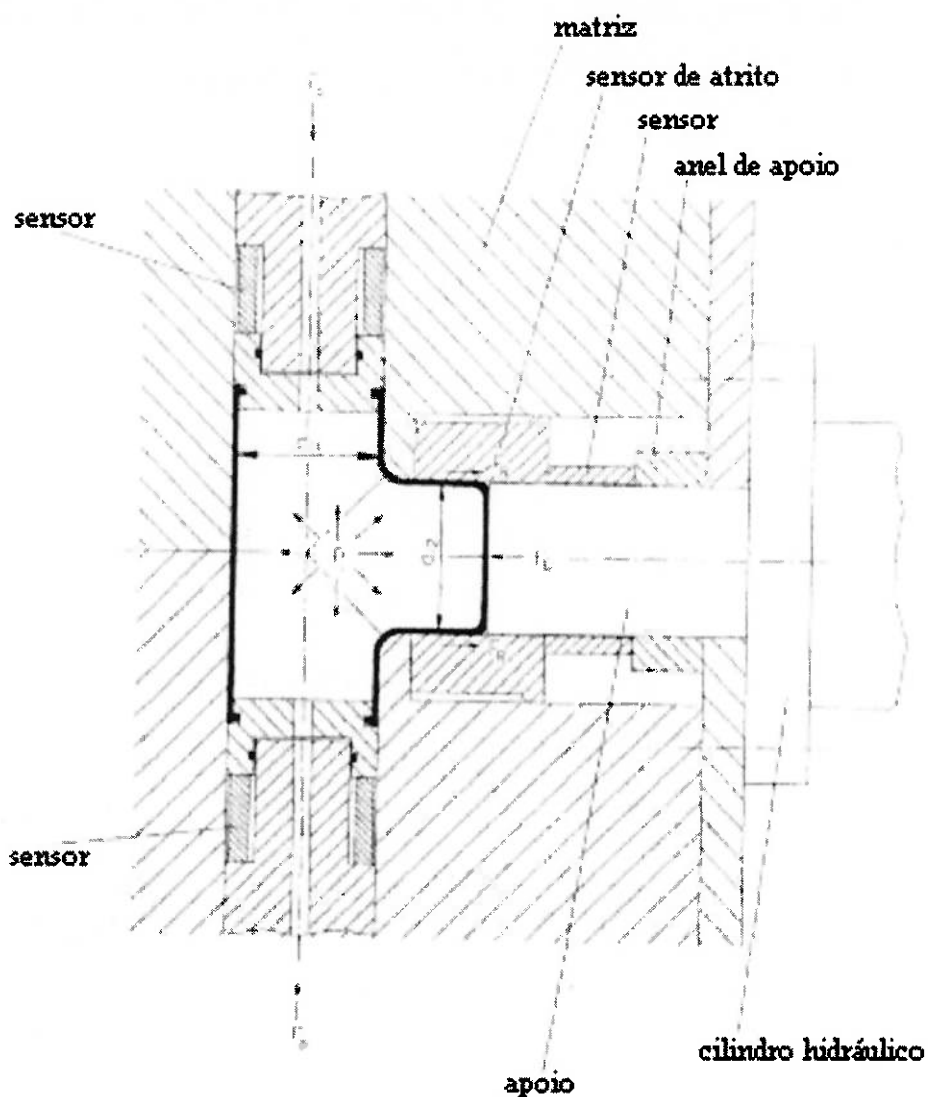 matriz
sensor de atrito
sensor
anel de apoio
sensor
sensor
cilindro hidráulico
apoio